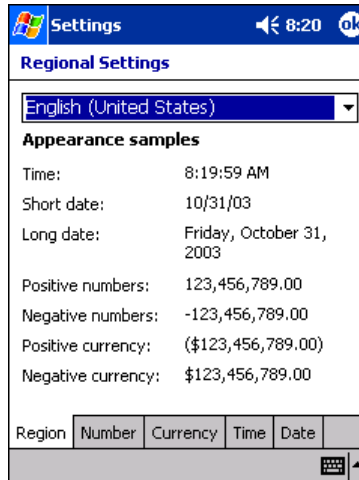 Settings 8:20 ok
Regional Settings
English (United States)
Appearance samples
Time: 8:19:59 AM
Short date: 10/31/03
Long date: Friday, October 31,
2003
Positive numbers: 123,456,789.00
Negative numbers: -123,456,789.00
Positive currency: ($123,456,789.00)
Negative currency: $123,456,789.00
Region Number Currency Time Date